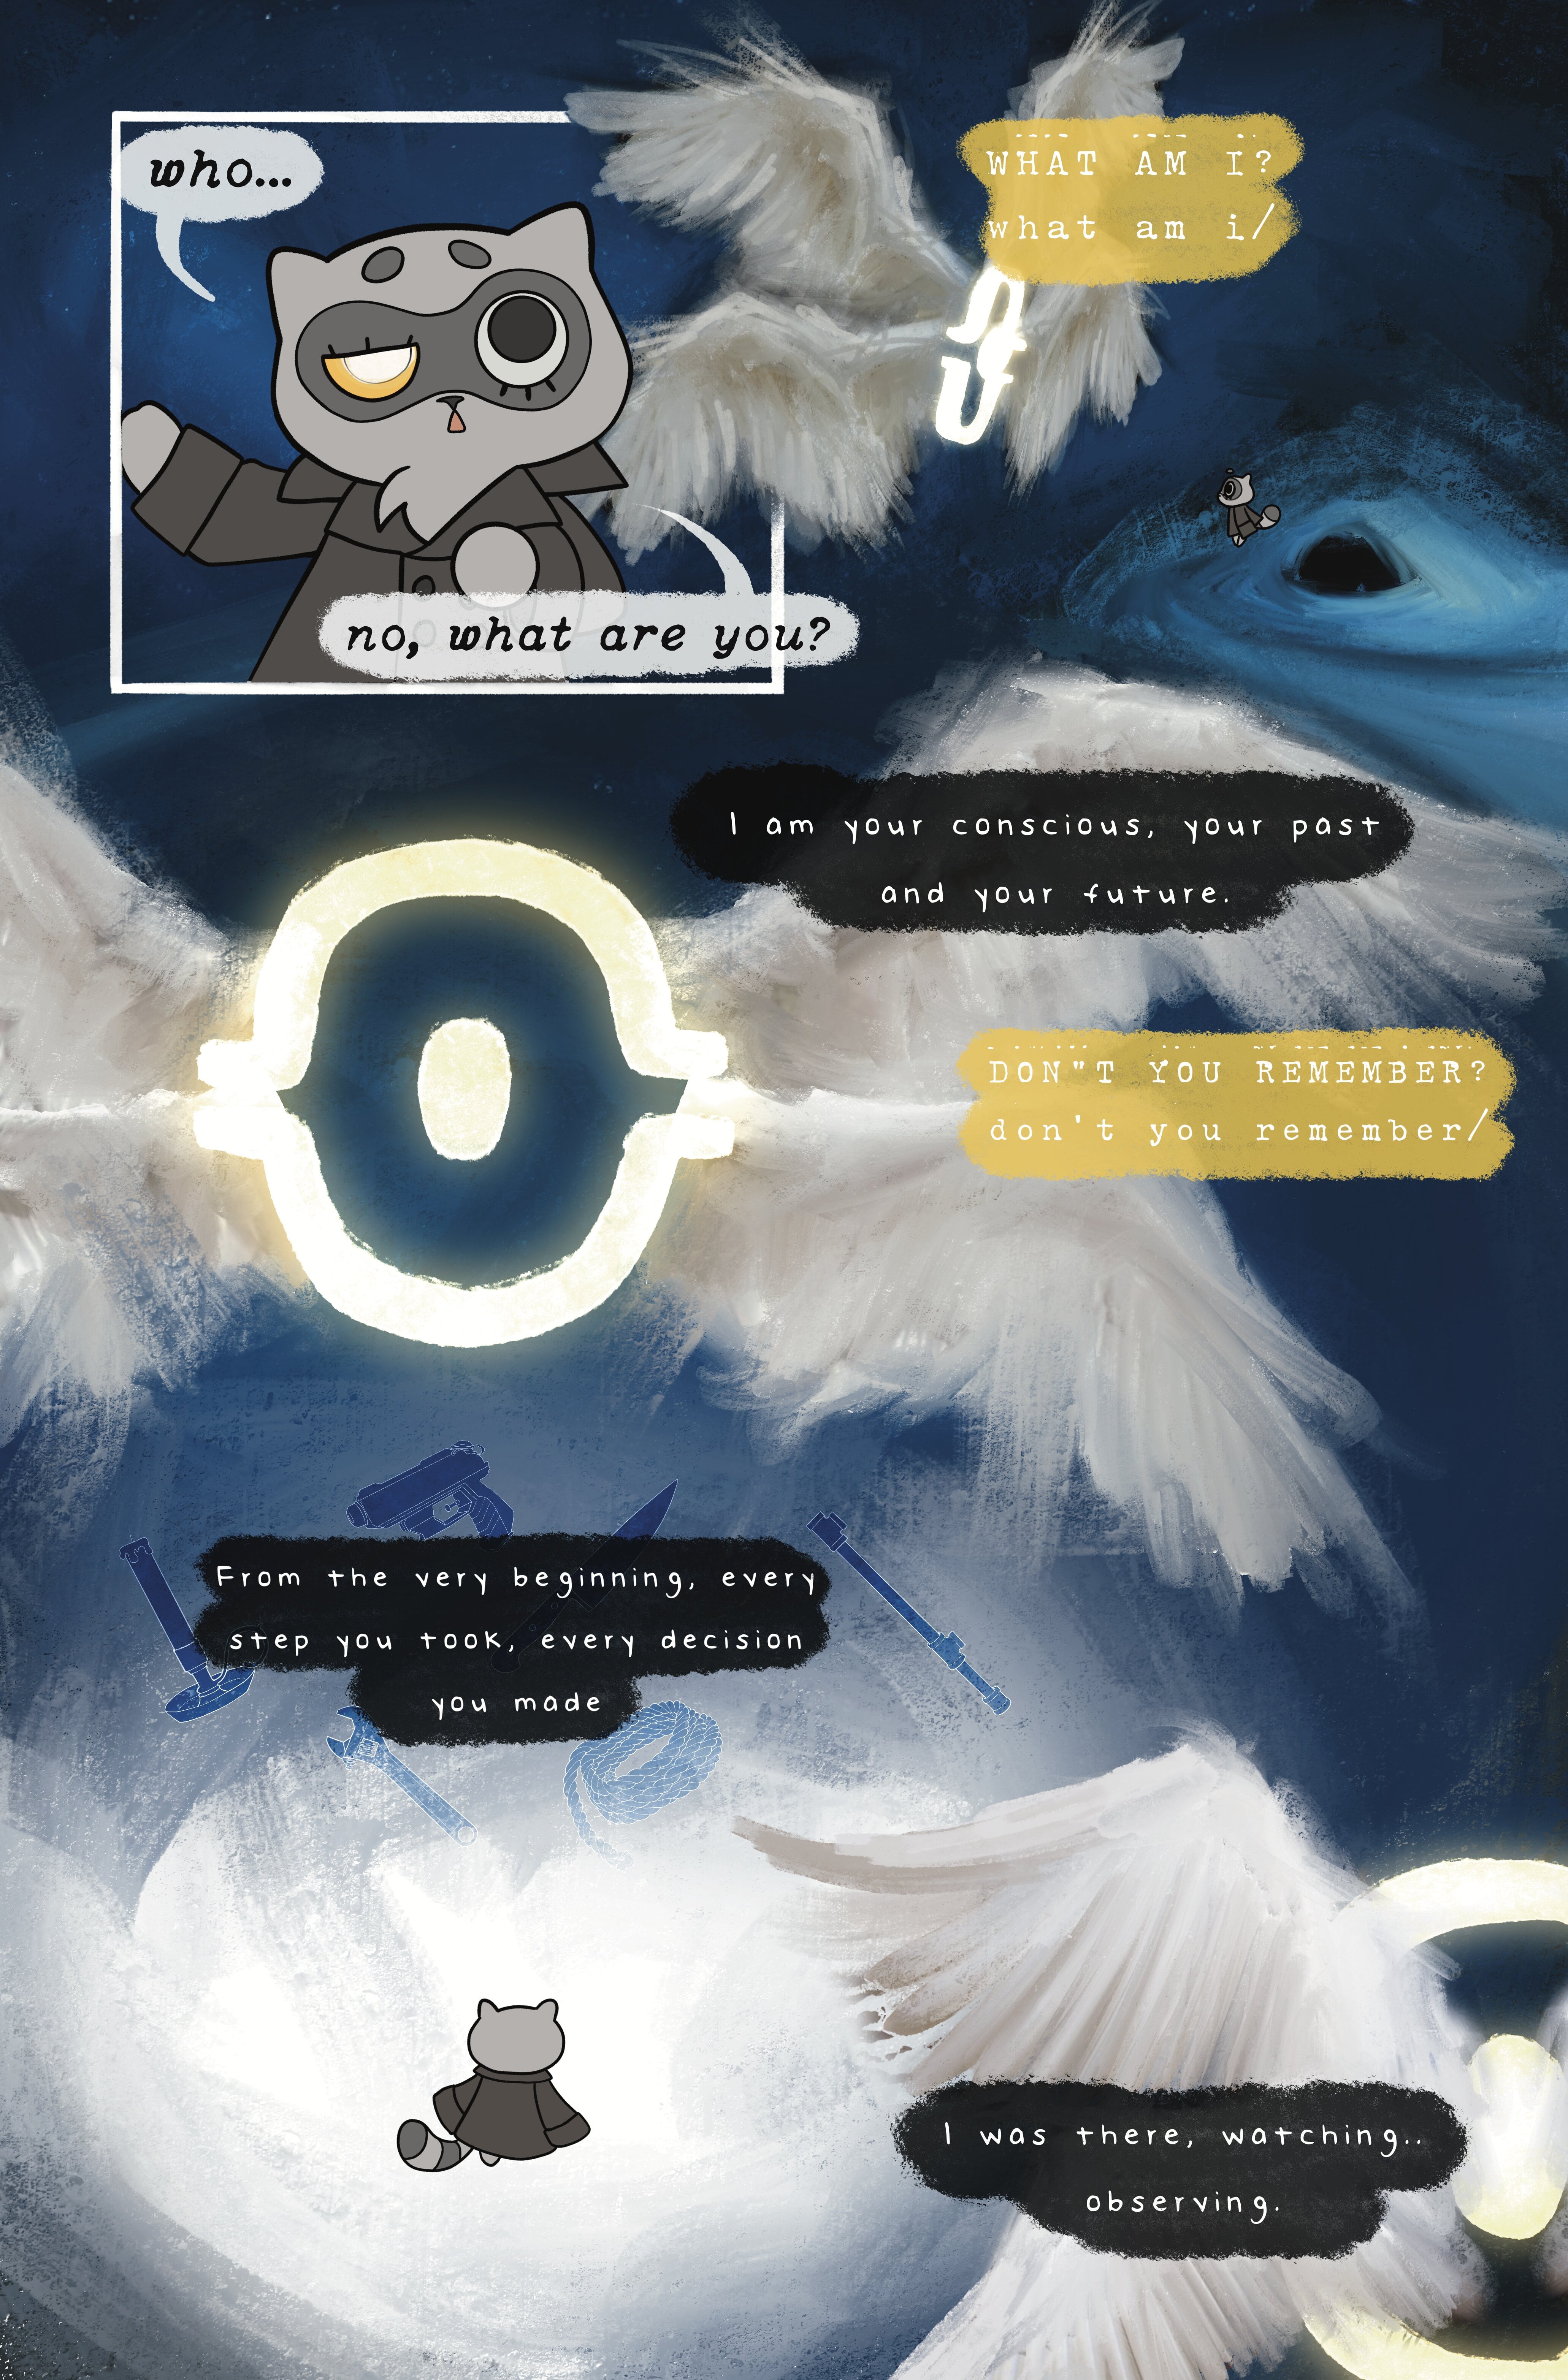 who...
no, what are you?
WHAT AM I?
what am i/
I am your conscious, your past
and your future.
DON"T YOU REMEMBER?
don't you remember/
From the very beginning, every
step you took, every decision
you made
I was there, watching..
observing.